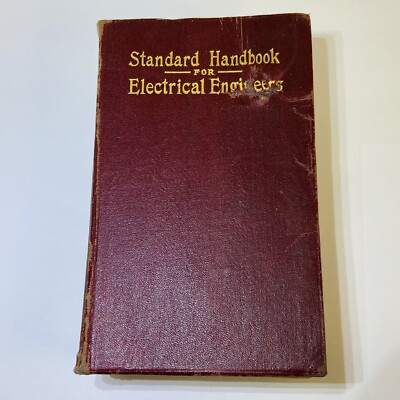 Standard Handbook
FOR
Electrical Engineers